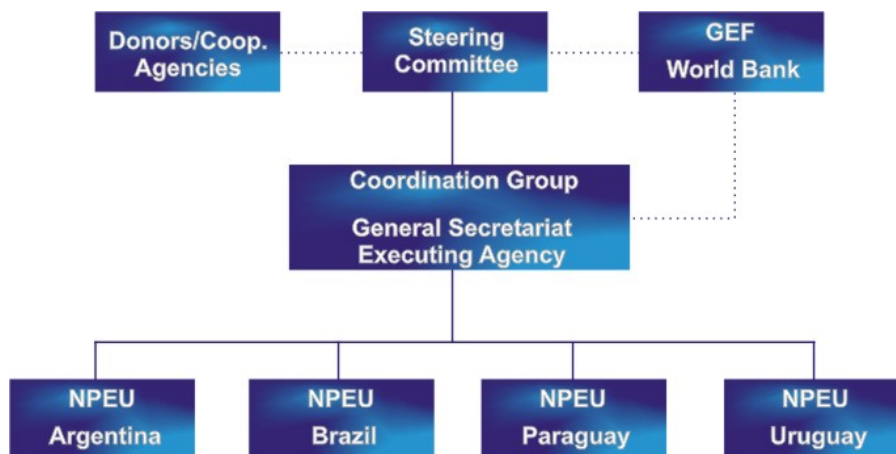 Donors/Coop.
Agencies
Steering
Committee
GEF
World Bank
Coordination Group
General Secretariat
Executing Agency
NPEU
Argentina
NPEU
Brazil
NPEU
Paraguay
NPEU
Uruguay